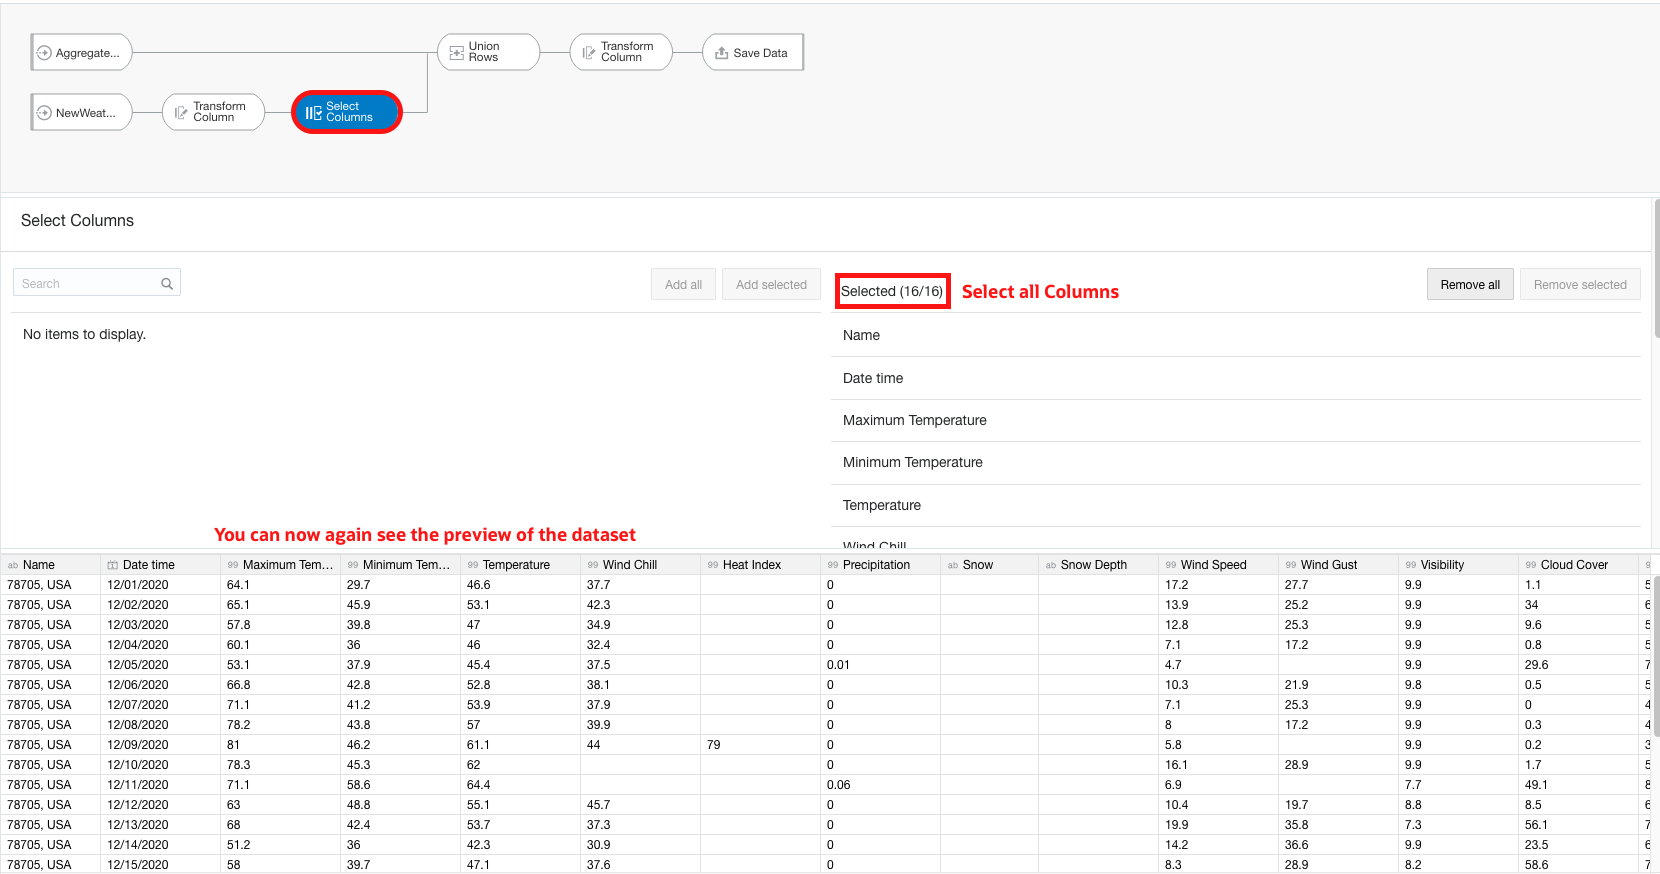 Aggregate...
Union
Rows
Transform
Column
Save Data
NewWeat...
Transform
Column
Select
Columns
Select Columns
Search
Add all
Add selected
Selected (16/16)
Select all Columns
Remove all
Remove selected
No items to display.
Name
Date time
Maximum Temperature
Minimum Temperature
Temperature
Wind Chill
You can now again see the preview of the dataset
ab Name 	Date time	99 Maximum Tem...	99 Minimum Tem...	99 Temperature	99 Wind Chill	99 Heat Index	99 Precipitation	ab Snow	ab Snow Depth	99 Wind Speed	99 Wind Gust	99 Visibility	99 Cloud Cover
78705, USA 12/01/2020 64.1 29.7 46.6 37.7 0 17.2 27.7 9.9 1.1 5
78705, USA 12/02/2020 65.1 45.9 53.1 42.3 0 13.9 25.2 9.9 34 6
78705, USA 12/03/2020 57.8 39.8 47 34.9 0 12.8 25.3 9.9 9.6 5
78705, USA 12/04/2020 60.1 36 46 32.4 0 7.1 17.2 9.9 0.8 5
78705, USA 12/05/2020 53.1 37.9 45.4 37.5 0.01 4.7 9.9 29.6 7
78705, USA 12/06/2020 66.8 42.8 52.8 38.1 0 10.3 21.9 9.8 0.5 5
78705, USA 12/07/2020 71.1 41.2 53.9 37.9 0 7.1 25.3 9.9 0 4
78705, USA 12/08/2020 78.2 43.8 57 39.9 0 8 17.2 9.9 0.3 4
78705, USA 12/09/2020 81 46.2 61.1 44 79 0 5.8 9.9 0.2 3
78705, USA 12/10/2020 78.3 45.3 62 0 16.1 28.9 9.9 1.7 5
78705, USA 12/11/2020 71.1 58.6 64.4 0.06 6.9 7.7 49.1 8
78705, USA 12/12/2020 63 48.8 55.1 45.7 0 10.4 19.7 8.8 8.5 6
78705, USA 12/13/2020 68 42.4 53.7 37.3 0 19.9 35.8 7.3 56.1 7
78705, USA 12/14/2020 51.2 36 42.3 30.9 0 14.2 36.6 9.9 23.5 6
78705, USA 12/15/2020 58 39.7 47.1 37.6 0 8.3 28.9 8.2 58.6 7